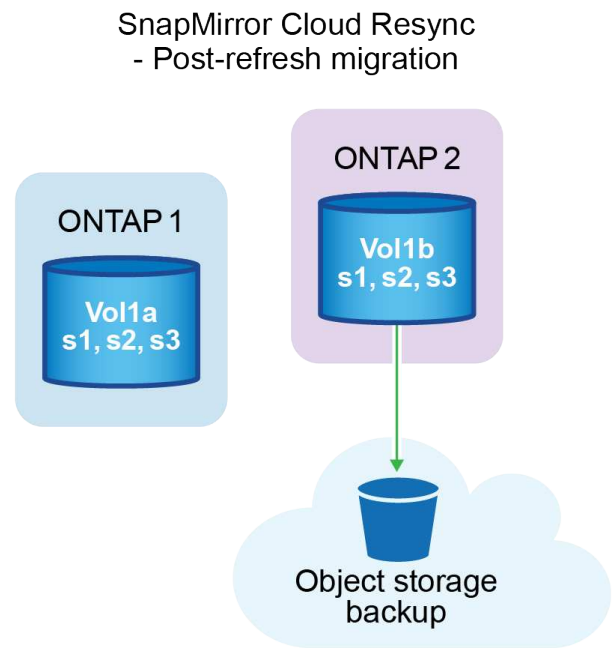 SnapMirror Cloud Resync
- Post-refresh migration
ONTAP 1
Vol1a
s1, s2, s3
ONTAP 2
Vol1b
s1, s2, s3
Object storage
backup